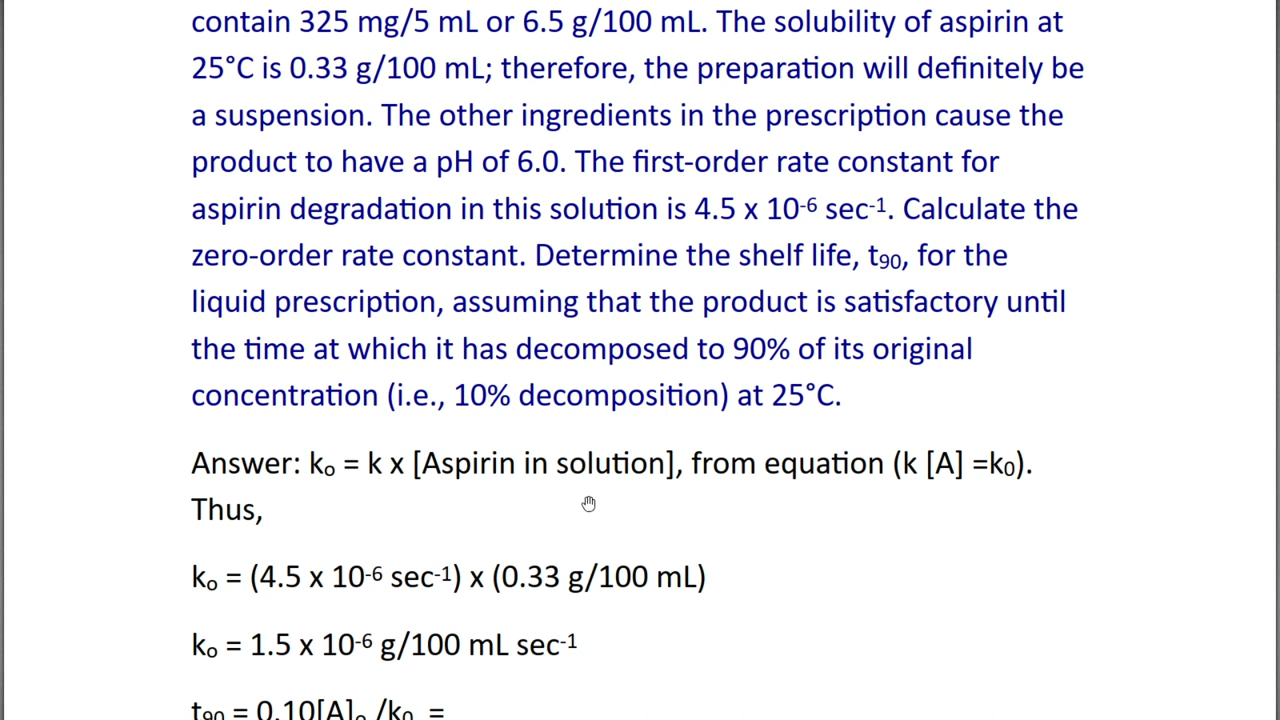 contain 325 mg/5 mL or 6.5 g/100 mL. The solubility of aspirin at
25°C is 0.33 g/100 mL; therefore, the preparation will definitely be
a suspension. The other ingredients in the prescription cause the
product to have a pH of 6.0. The first-order rate constant for
aspirin degradation in this solution is 4.5 x 10⁻⁶ sec⁻¹. Calculate the
zero-order rate constant. Determine the shelf life, t₉₀, for the
liquid prescription, assuming that the product is satisfactory until
the time at which it has decomposed to 90% of its original
concentration (i.e., 10% decomposition) at 25°C.
Answer: kₒ = k x [Aspirin in solution], from equation (k [A] =k₀).
Thus,
kₒ = (4.5 x 10⁻⁶ sec⁻¹) x (0.33 g/100 mL)
kₒ = 1.5 x 10⁻⁶ g/100 mL sec⁻¹
t₉₀ = 0.10[A]ₒ /k₀ =